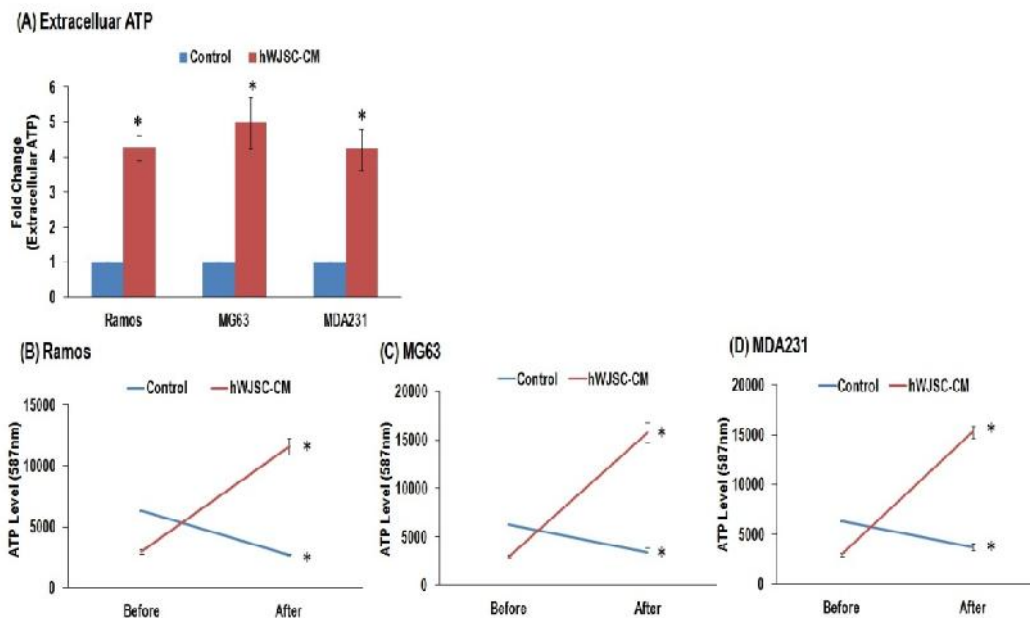 (A) Extracelluar ATP
Control hWJSC-CM
Fold Change
(Extracellular ATP)
6
5
4
3
2
1
0
* * *
Ramos MG63 MDA231
(B) Ramos
Control hWJSC-CM
ATP Level (587nm)
15000
10000
5000
0
*
*
Before After
(C) MG63
Control hWJSC-CM
ATP Level (587nm)
20000
15000
10000
5000
0
*
*
Before After
(D) MDA231
Control hWJSC-CM
ATP Level (587nm)
20000
15000
10000
5000
0
*
*
Before After